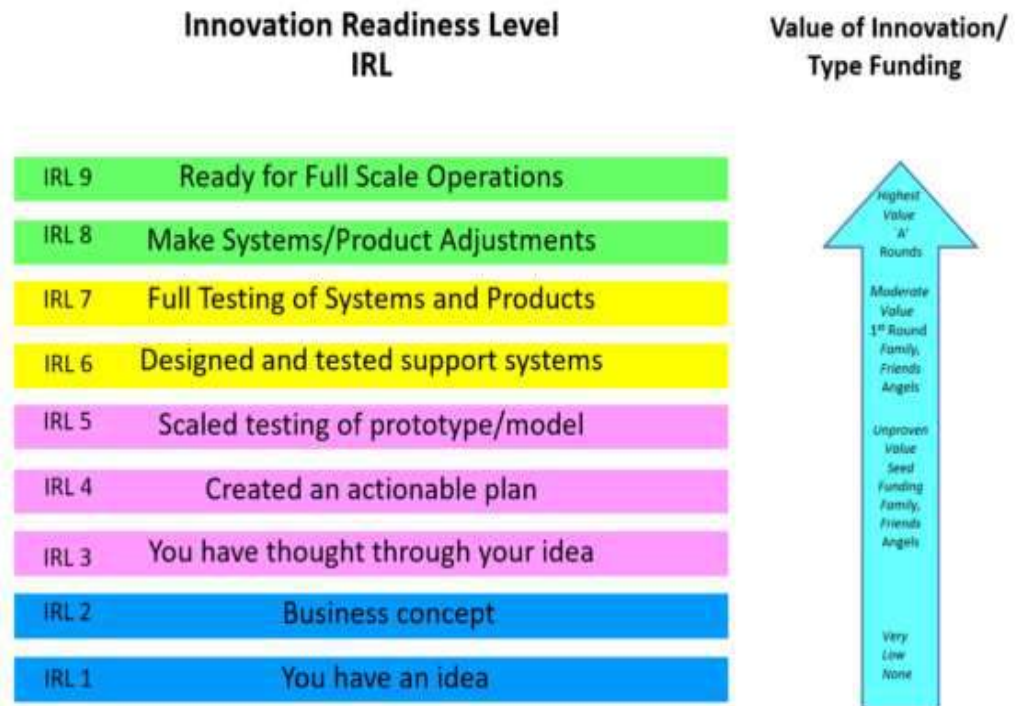 Innovation Readiness Level
IRL
Value of Innovation/
Type Funding
IRL 9 Ready for Full Scale Operations
IRL 8 Make Systems/Product Adjustments
IRL 7 Full Testing of Systems and Products
IRL 6 Designed and tested support systems
IRL 5 Scaled testing of prototype/model
IRL 4 Created an actionable plan
IRL 3 You have thought through your idea
IRL 2 Business concept
IRL 1 You have an idea
Highest
Value
'A'
Rounds
Moderate
Value
1st Round
Family,
Friends
Angels
Unproven
Value
Seed
Funding
Family,
Friends
Angels
Very
Low
None